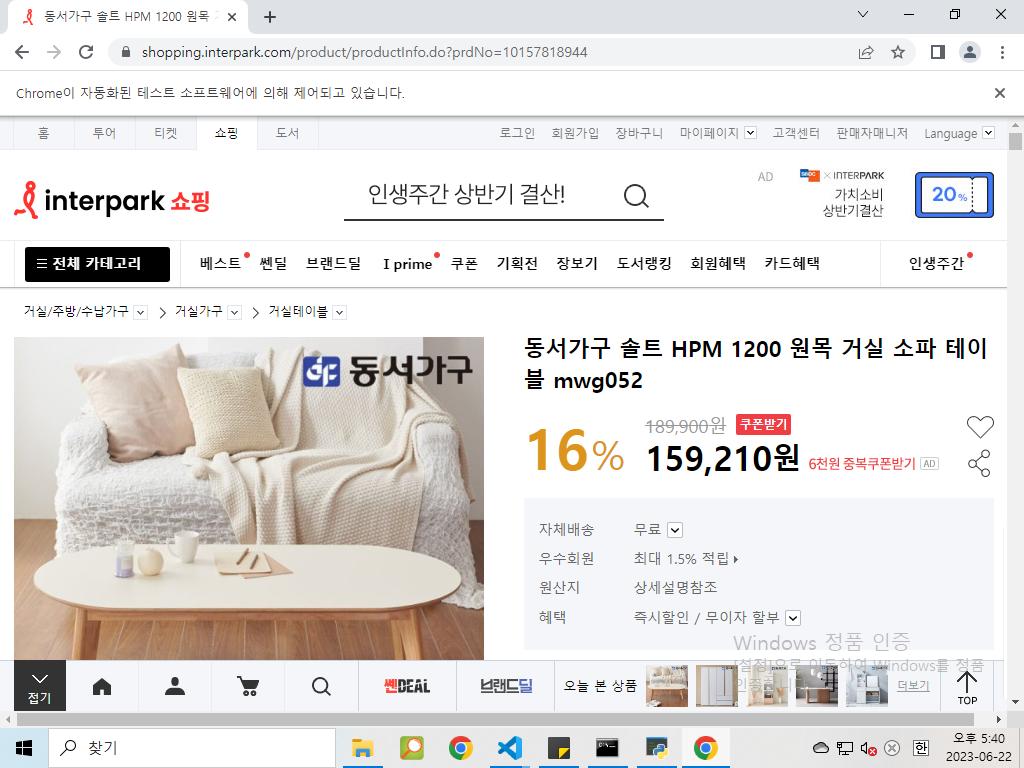 동서가구 솔트 HPM 1200 원목
shopping.interpark.com/product/productInfo.do?prdNo=10157818944
Chrome이 자동화된 테스트 소프트웨어에 의해 제어되고 있습니다.
홈 투어 티켓 쇼핑 도서 로그인 회원가입 장바구니 마이페이지 고객센터 판매자매니저 Language
interpark 쇼핑 인생주간 상반기 결산! AD × INTERPARK
가치소비
상반기결산
20%
전체 카테고리 베스트 쎈딜 브랜드딜 I prime 쿠폰 기획전 장보기 도서랭킹 회원혜택 카드혜택 인생주간
거실/주방/수납가구 거실가구 거실테이블
동서가구
동서가구 솔트 HPM 1200 원목 거실 소파 테이
블 mwg052
16% 189,900원 쿠폰받기
159,210원 6천원 중복쿠폰받기 AD
자체배송 무료
우수회원 최대 1.5% 적립
원산지 상세설명참조
혜택 즉시할인 / 무이자 할부
Windows 정품 인증
[설정]으로 이동하여 Windows를 정품
인증합니다.
접기 쎈DEAL 브랜드딜 오늘 본 상품 더보기 TOP
찾기 한 오후 5:40
2023-06-22